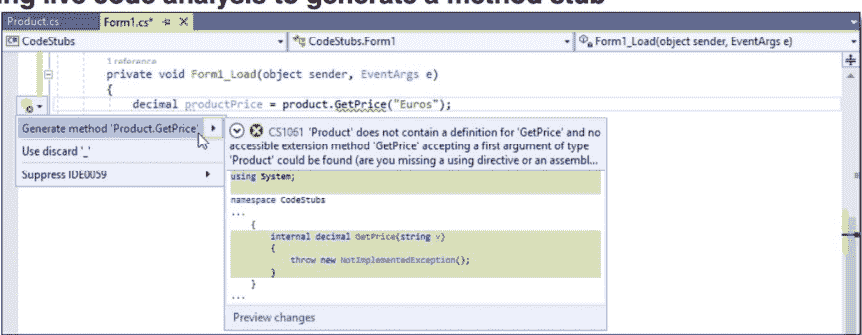 ng live code analysis to generate a method stub
Product.cs Form1.cs*
C# CodeStubs CodeStubs.Form1 Form1_Load(object sender, EventArgs e)
1 reference
private void Form1_Load(object sender, EventArgs e)
{
decimal productPrice = product.GetPrice("Euros");
Generate method 'Product.GetPrice'
Use discard '_'
Suppress IDE0059
CS1061 'Product' does not contain a definition for 'GetPrice' and no
accessible extension method 'GetPrice' accepting a first argument of type
'Product' could be found (are you missing a using directive or an assembl...
using System;
namespace CodeStubs
...
{
internal decimal GetPrice(string v)
{
throw new NotImplementedException();
}
}
...
Preview changes